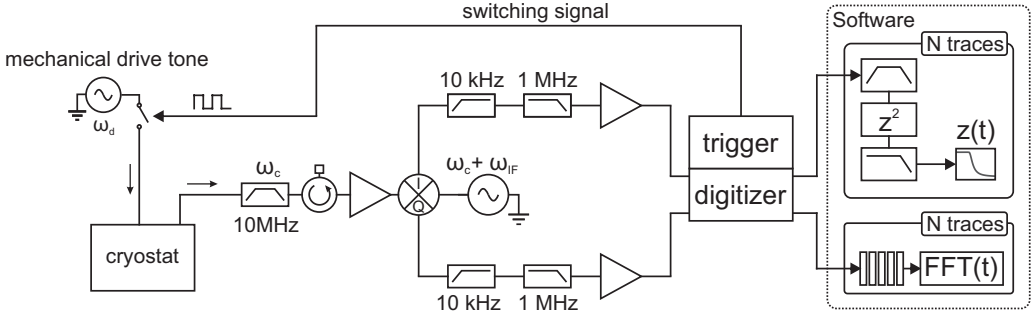 switching signal
Software
mechanical drive tone
N traces
10 kHz
1 MHz
z²
z(t)
ω_d
trigger
digitizer
ω_c
10MHz
ω_c + ω_IF
I
Q
cryostat
N traces
FFT(t)
10 kHz
1 MHz